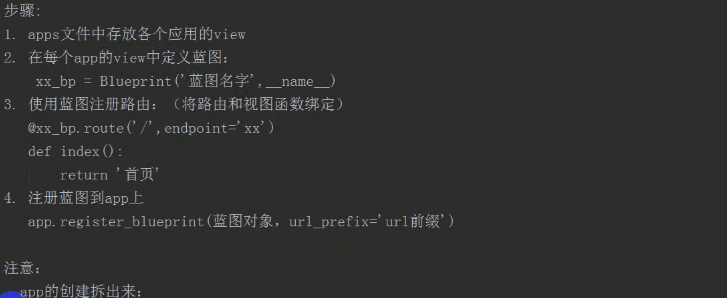 步骤:
1. apps文件中存放各个应用的view
2. 在每个app的view中定义蓝图:
xx_bp = Blueprint('蓝图名字',__name__)
3. 使用蓝图注册路由:（将路由和视图函数绑定）
@xx_bp.route('/',endpoint='xx')
def index():
return '首页'
4. 注册蓝图到app上
app.register_blueprint(蓝图对象, url_prefix='url前缀')
注意:
app的创建拆出来: